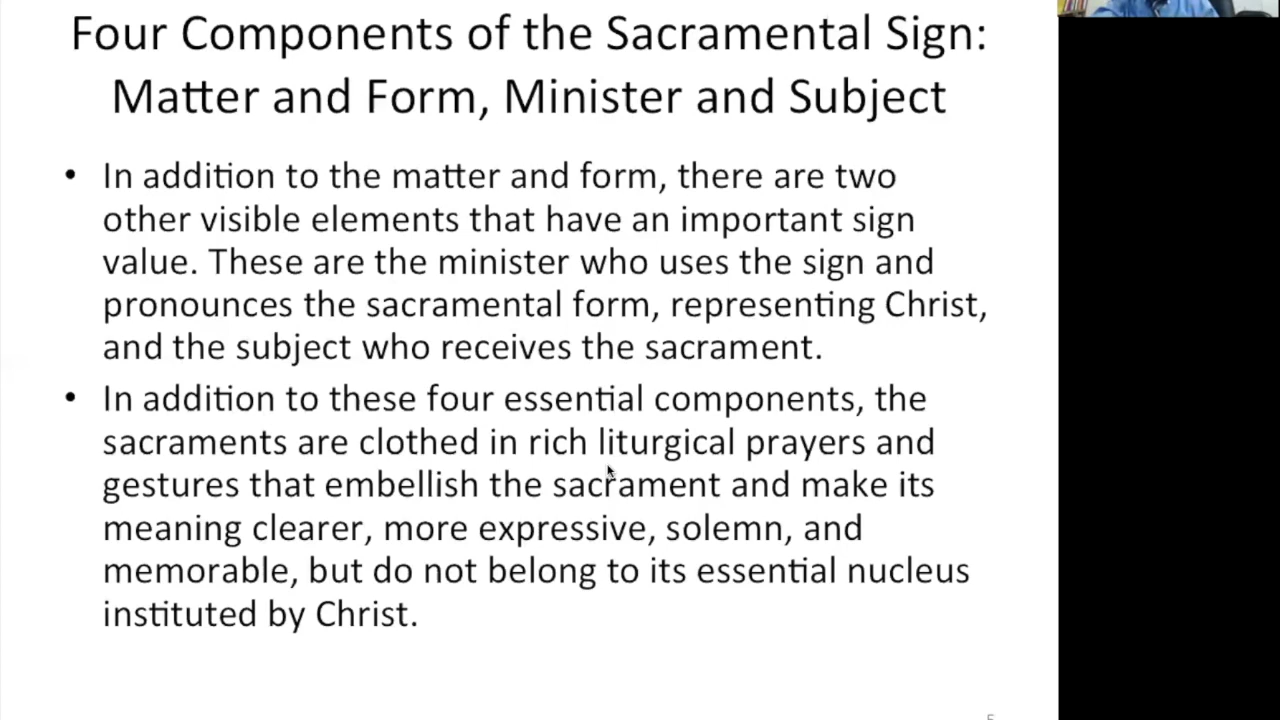 Four Components of the Sacramental Sign:
Matter and Form, Minister and Subject
• In addition to the matter and form, there are two
other visible elements that have an important sign
value. These are the minister who uses the sign and
pronounces the sacramental form, representing Christ,
and the subject who receives the sacrament.
• In addition to these four essential components, the
sacraments are clothed in rich liturgical prayers and
gestures that embellish the sacrament and make its
meaning clearer, more expressive, solemn, and
memorable, but do not belong to its essential nucleus
instituted by Christ.